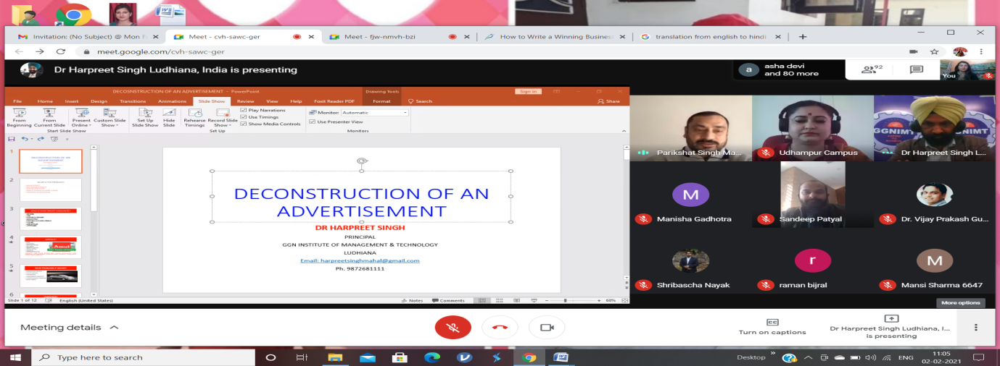 Invitation: (No Subject) @ Mon F
Meet - cvh-sawc-ger
Meet - fjw-nmvh-bzi
How to Write a Winning Business
translation from english to hindi
meet.google.com/cvh-sawc-ger
Dr Harpreet Singh Ludhiana, India is presenting
a
asha devi
and 80 more
92
You
DECOSNSTRUCTION OF AN ADVERTISEMENT - PowerPoint
Drawing Tools
Sign in
File Home Insert Design Transitions Animations Slide Show Review View Help Foxit Reader PDF Format Search
Share
From Beginning
From Current Slide
Present Online
Custom Slide Show
Set Up Slide Show
Hide Slide
Rehearse Timings
Record Slide Show
Play Narrations
Use Timings
Show Media Controls
Monitor: Automatic
Use Presenter View
Start Slide Show
Set Up
Monitors
1
2
3
4
Amul
5
6
DECONSTRUCTION OF AN
ADVERTISEMENT
DR HARPREET SINGH
PRINCIPAL
GGN INSTITUTE OF MANAGEMENT & TECHNOLOGY
LUDHIANA
Email: harpreetsinghmahal@gmail.com
Ph. 9872681111
Slide 1 of 12 English (United States)
Notes Comments
60%
GGNIMT
Parikshat Singh Ma...
Udhampur Campus
Dr Harpreet Singh L...
M
Manisha Gadhotra
Sandeep Patyal
Dr. Vijay Prakash Gu...
Shribascha Nayak
r
raman bijral
M
Mansi Sharma 6647
More options
Meeting details
Turn on captions
Dr Harpreet Singh Ludhiana, I...
is presenting
Type here to search
Desktop
ENG
11:05
02-02-2021